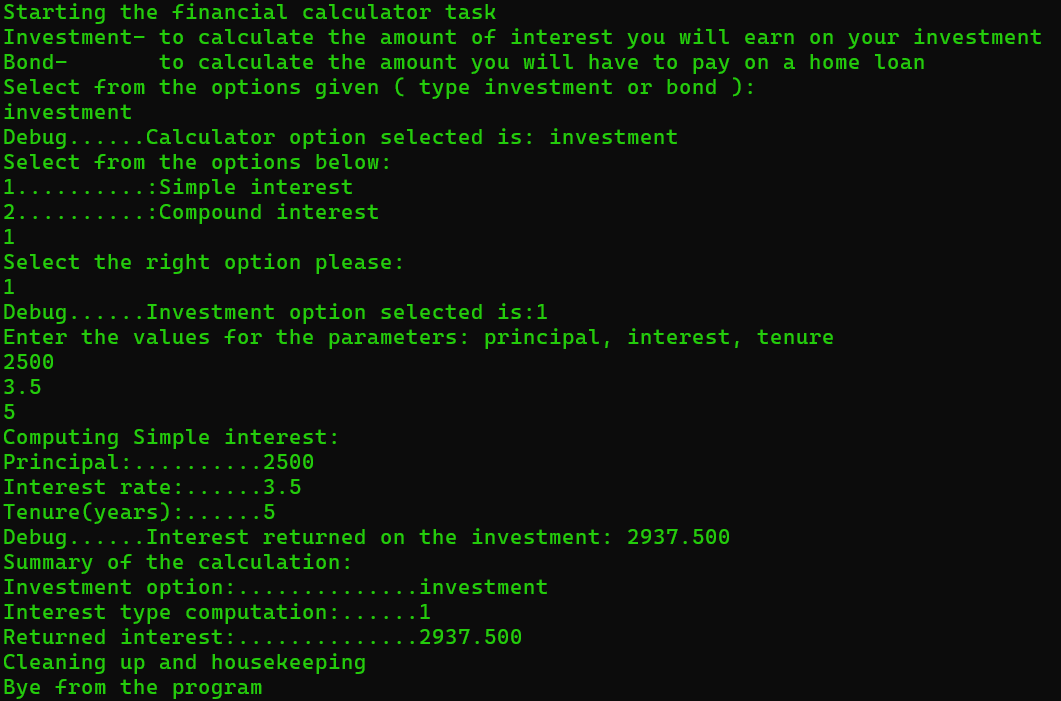 Starting the financial calculator task
Investment- to calculate the amount of interest you will earn on your investment
Bond-       to calculate the amount you will have to pay on a home loan
Select from the options given ( type investment or bond ):
investment
Debug......Calculator option selected is: investment
Select from the options below:
1..........:Simple interest
2..........:Compound interest
1
Select the right option please:
1
Debug......Investment option selected is:1
Enter the values for the parameters: principal, interest, tenure
2500
3.5
5
Computing Simple interest:
Principal:..........2500
Interest rate:......3.5
Tenure(years):......5
Debug......Interest returned on the investment: 2937.500
Summary of the calculation:
Investment option:..............investment
Interest type computation:......1
Returned interest:..............2937.500
Cleaning up and housekeeping
Bye from the program